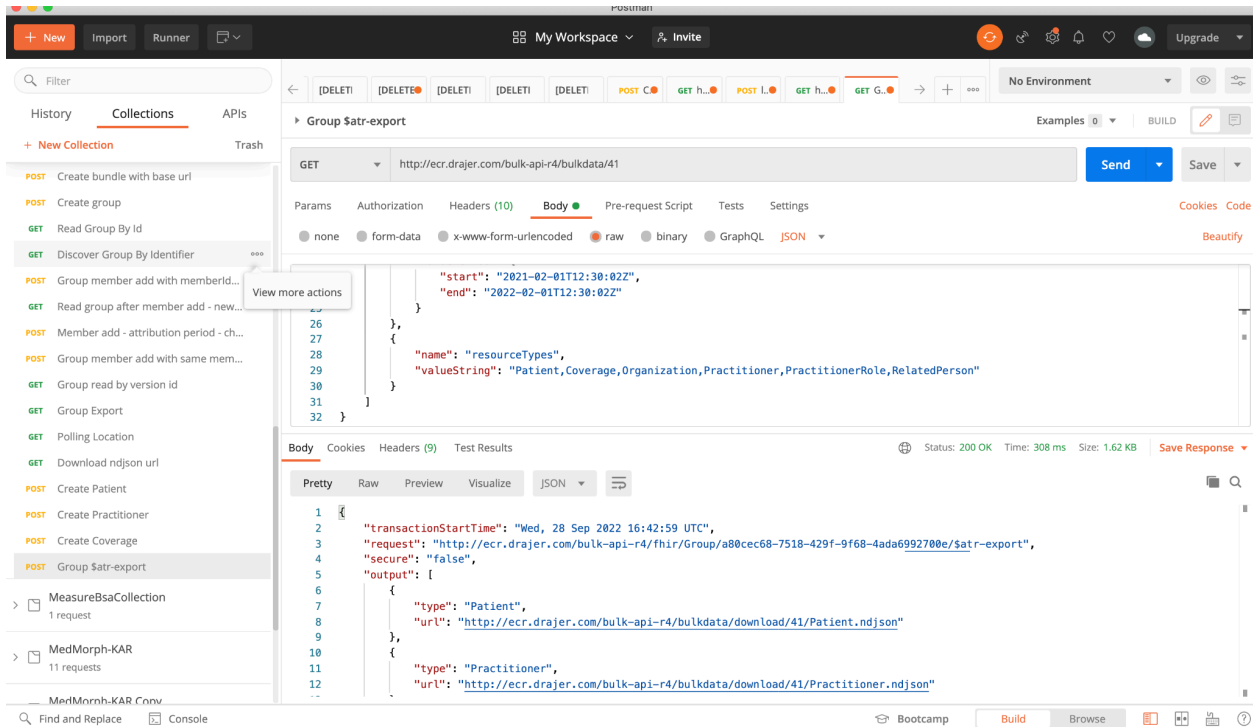 Postman
+ New
Import
Runner
My Workspace
Invite
Upgrade
Filter
History
Collections
APIs
+ New Collection
Trash
POST Create bundle with base url
POST Create group
GET Read Group By Id
GET Discover Group By Identifier
POST Group member add with memberId...
View more actions
GET Read group after member add - new...
POST Member add - attribution period - ch...
POST Group member add with same mem...
GET Group read by version id
GET Group Export
GET Polling Location
GET Download ndjson url
POST Create Patient
POST Create Practitioner
POST Create Coverage
POST Group $atr-export
MeasureBsaCollection
1 request
MedMorph-KAR
11 requests
MedMorph-KAR Copy
[DELETI [DELETE [DELETI [DELETI [DELETI POST C. GET h... POST l.. GET h... GET G..
No Environment
Group $atr-export
Examples 0
BUILD
GET http://ecr.drajer.com/bulk-api-r4/bulkdata/41
Send
Save
Params Authorization Headers (10) Body Pre-request Script Tests Settings
Cookies Code
none form-data x-www-form-urlencoded raw binary GraphQL JSON
Beautify
"start": "2021-02-01T12:30:02Z",
"end": "2022-02-01T12:30:02Z"
25 }
26 },
27 {
28 "name": "resourceTypes",
29 "valueString": "Patient,Coverage,Organization,Practitioner,PractitionerRole,RelatedPerson"
30 }
31 ]
32 }
Body Cookies Headers (9) Test Results
Status: 200 OK Time: 308 ms Size: 1.62 KB
Save Response
Pretty Raw Preview Visualize JSON
1 {
2 "transactionStartTime": "Wed, 28 Sep 2022 16:42:59 UTC",
3 "request": "http://ecr.drajer.com/bulk-api-r4/fhir/Group/a80cec68-7518-429f-9f68-4ada6992700e/$atr-export",
4 "secure": "false",
5 "output": [
6 {
7 "type": "Patient",
8 "url": "http://ecr.drajer.com/bulk-api-r4/bulkdata/download/41/Patient.ndjson"
9 },
10 {
11 "type": "Practitioner",
12 "url": "http://ecr.drajer.com/bulk-api-r4/bulkdata/download/41/Practitioner.ndjson"
Find and Replace
Console
Bootcamp
Build
Browse